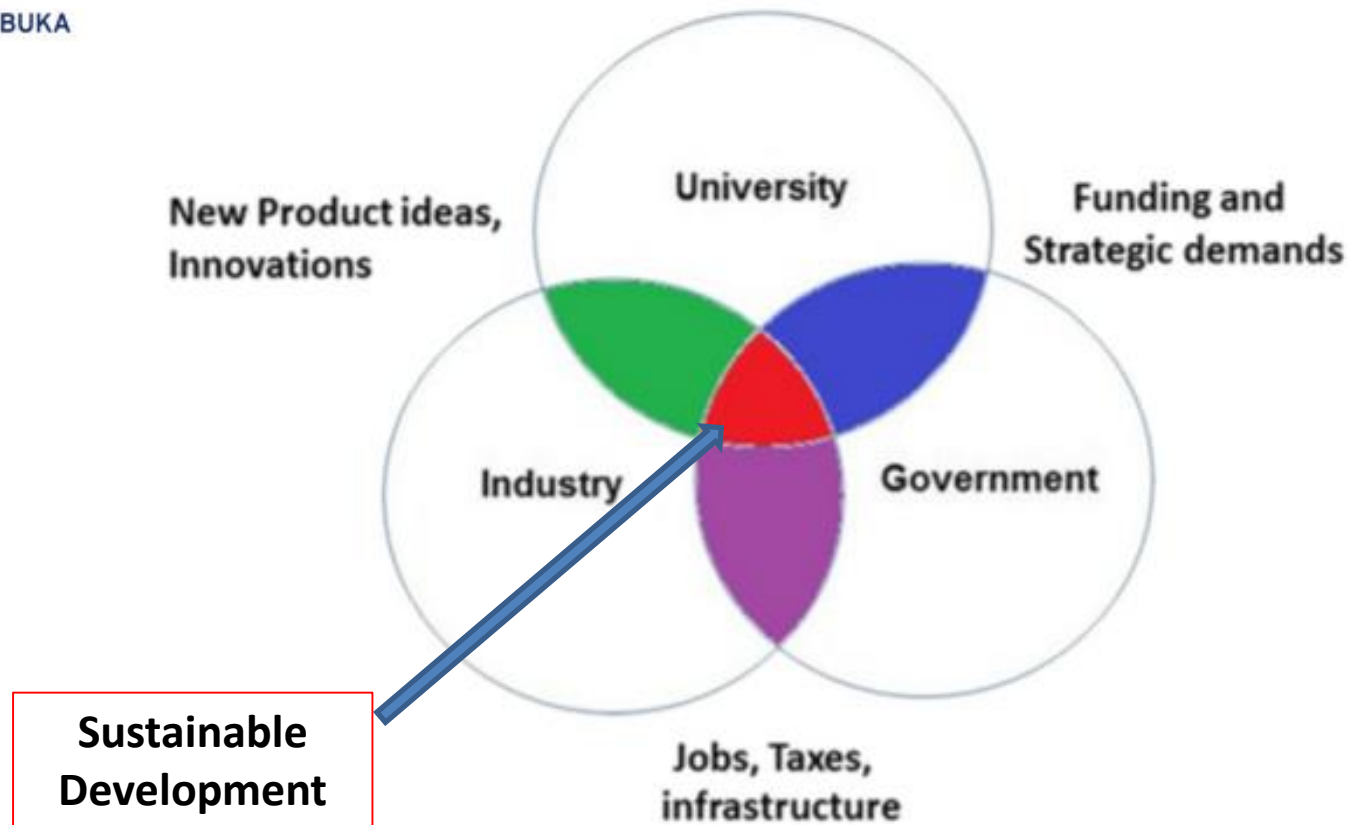 BUKA
University
New Product ideas,
Innovations
Funding and
Strategic demands
Industry
Government
Sustainable
Development
Jobs, Taxes,
infrastructure